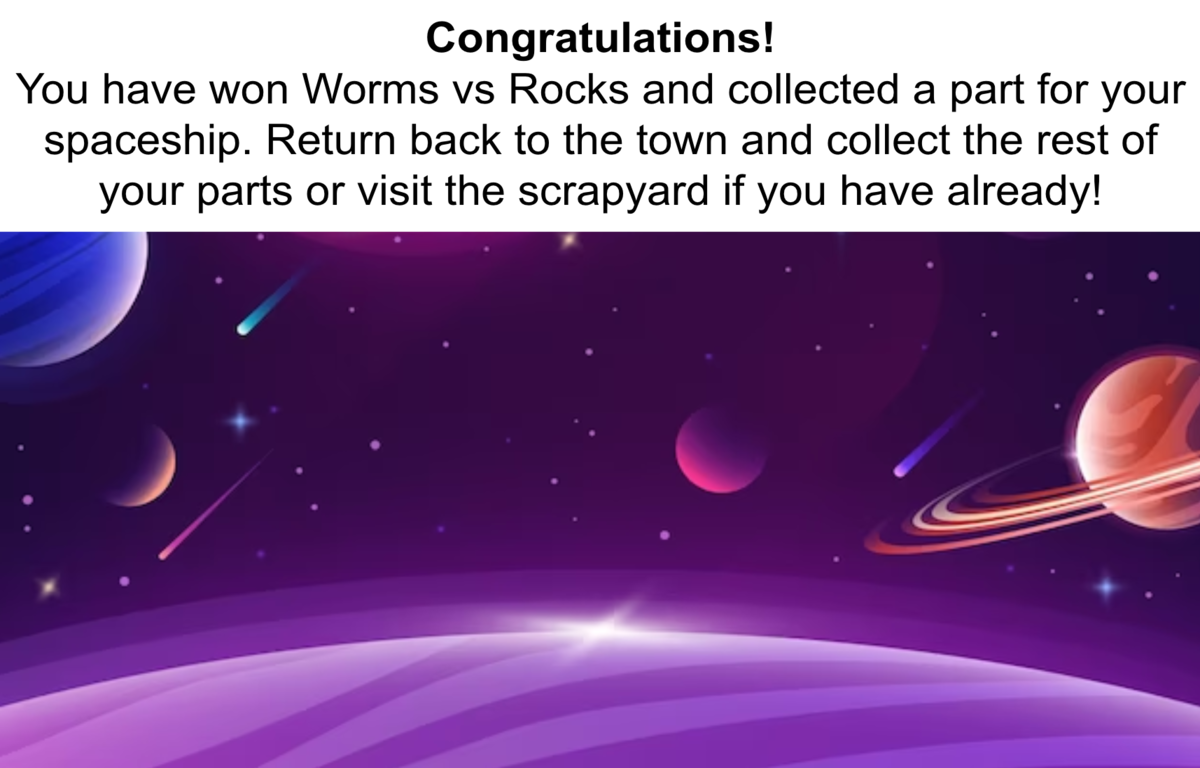 Congratulations!
You have won Worms vs Rocks and collected a part for your
spaceship. Return back to the town and collect the rest of
your parts or visit the scrapyard if you have already!